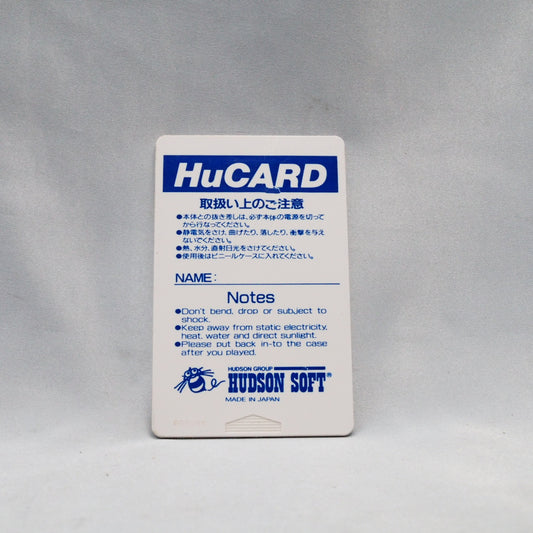 HuCARD
取扱い上のご注意
●本体との抜き差しは、必ず本体の電源を切って
から行なってください。
●静電気をさけ、曲げたり、落したり、衝撃を与え
ないでください。
●熱、水分、直射日光をさけてください。
●使用後はビニールケースに入れてください。
NAME:
Notes
●Don't bend, drop or subject to
shock.
●Keep away from static electricity,
heat, water and direct sunlight.
●Please put back in-to the case
after you played.
HUDSON GROUP
HUDSON SOFT®
MADE IN JAPAN